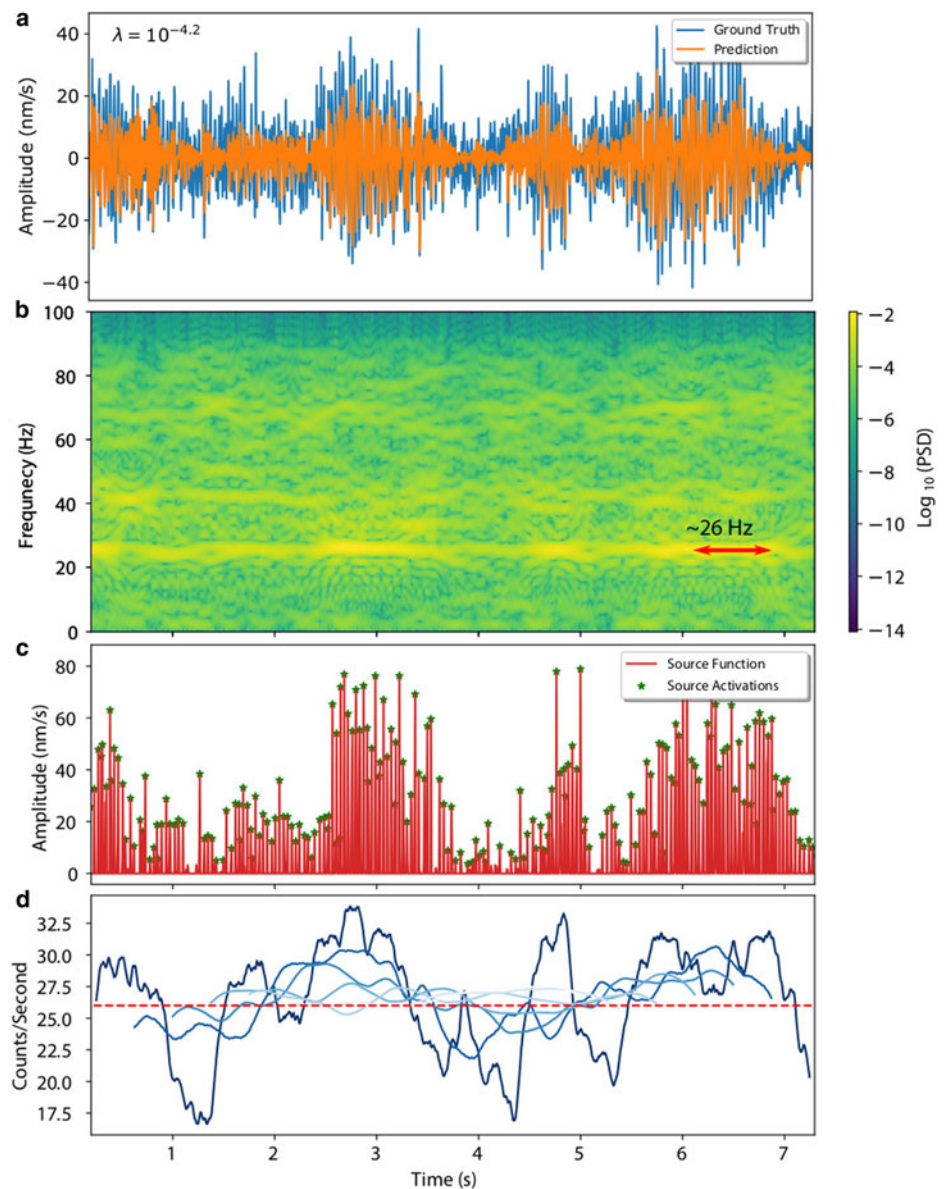 a
λ = 10^−4.2
Ground Truth
Prediction
40
20
0
−20
−40
Amplitude (nm/s)
b
100
80
60
40
20
0
Frequnecy (Hz)
~26 Hz
−2
−4
−6
−8
−10
−12
−14
Log 10 (PSD)
c
80
60
40
20
0
Amplitude (nm/s)
Source Function
Source Activations
d
32.5
30.0
27.5
25.0
22.5
20.0
17.5
Counts/Second
1 2 3 4 5 6 7
Time (s)